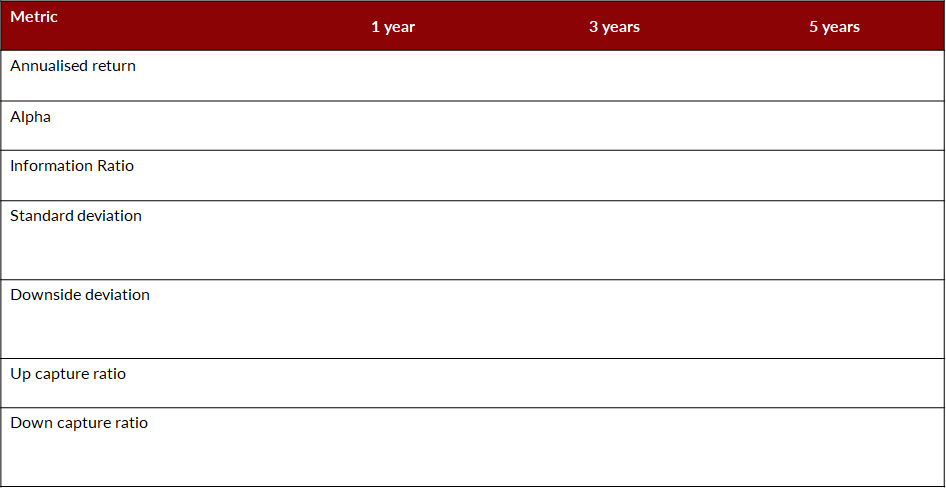 Metric 1 year 3 years 5 years
Annualised return
Alpha
Information Ratio
Standard deviation
Downside deviation
Up capture ratio
Down capture ratio